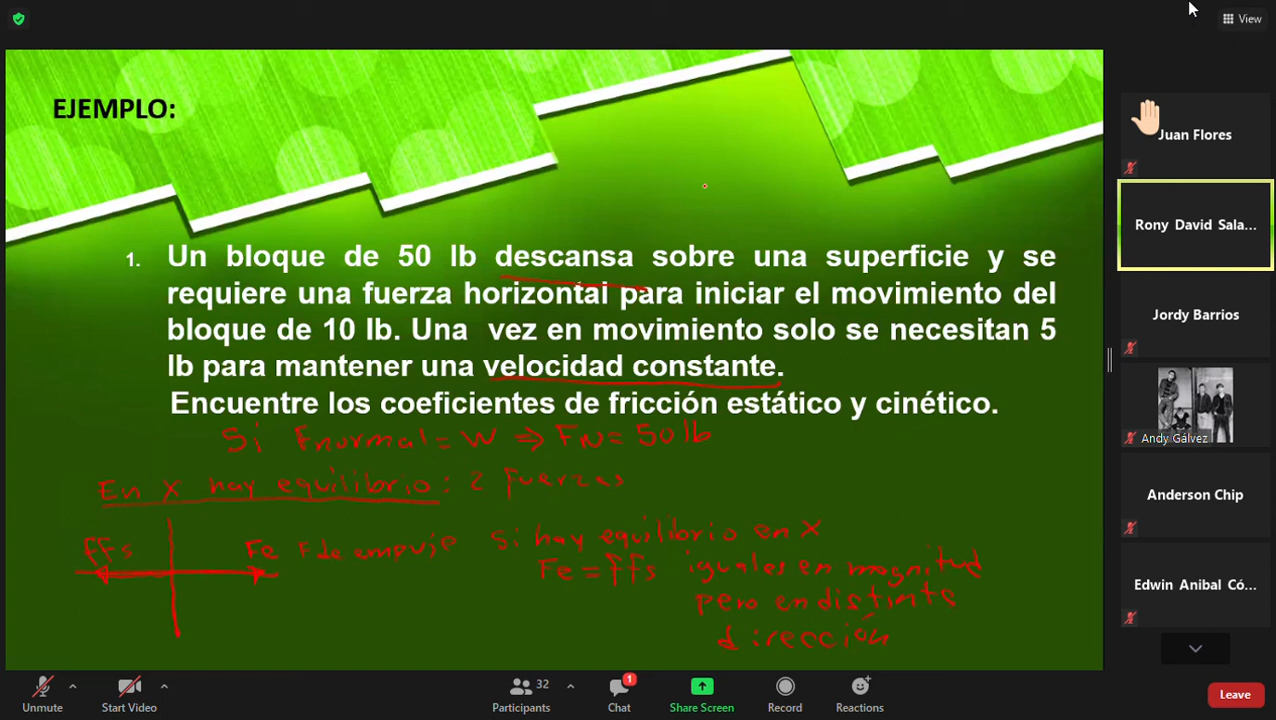 View
EJEMPLO:
1. Un bloque de 50 lb descansa sobre una superficie y se
requiere una fuerza horizontal para iniciar el movimiento del
bloque de 10 lb. Una vez en movimiento solo se necesitan 5
lb para mantener una velocidad constante.
Encuentre los coeficientes de fricción estático y cinético.
Si Fnormal = W ⇒ FN = 50 lb
En X hay equilibrio: 2 fuerzas
ffs
Fe F de empuje
Si hay equilibrio en X
Fe = ffs iguales en magnitud
pero en distinta
dirección
Juan Flores
Rony David Sala...
Jordy Barrios
Andy Gálvez
Anderson Chip
Edwin Anibal Có...
Unmute
Start Video
32
Participants
1
Chat
Share Screen
Record
Reactions
Leave